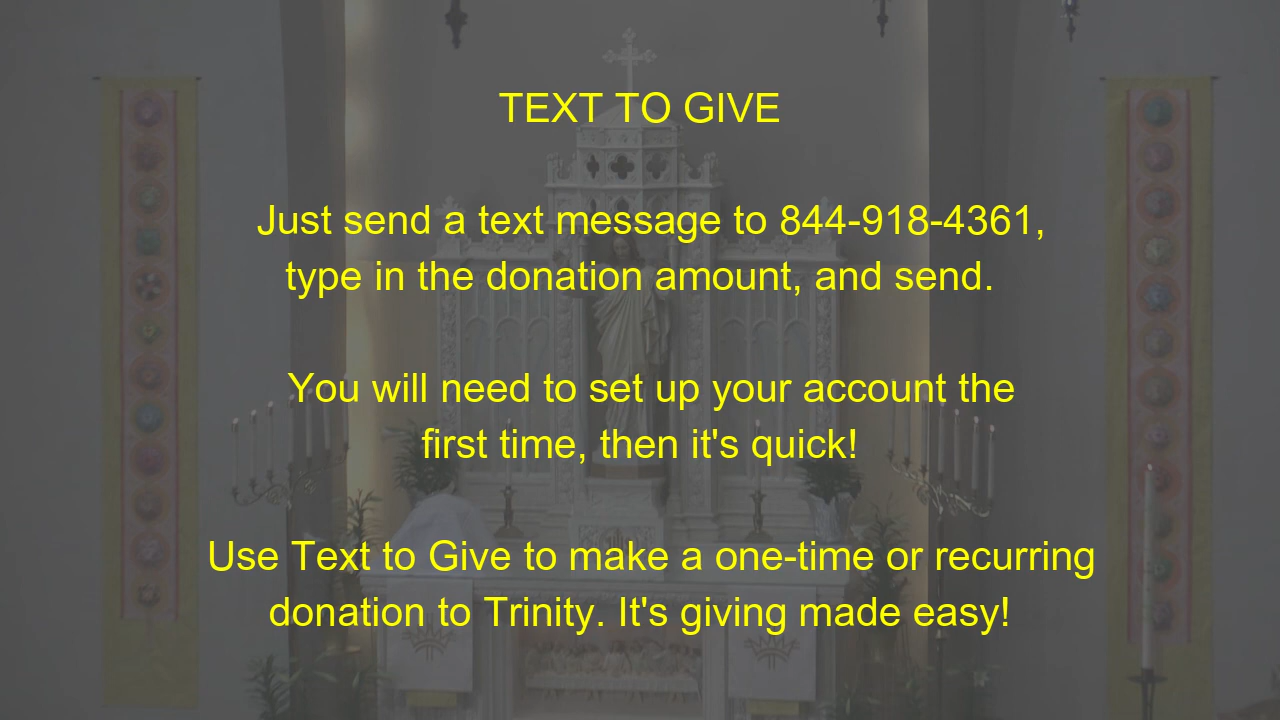 TEXT TO GIVE
Just send a text message to 844-918-4361,
type in the donation amount, and send.
You will need to set up your account the
first time, then it's quick!
Use Text to Give to make a one-time or recurring
donation to Trinity. It's giving made easy!